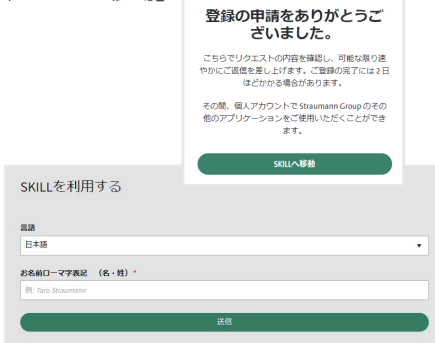 登録の申請をありがとうご
ざいました。
こちらでリクエストの内容を確認し、可能な限り速
やかにご返信を差し上げます。ご登録の完了には2日
ほどかかる場合があります。
その間、個人アカウントで Straumann Group のその
他のアプリケーションをご使用いただくことができ
ます。
SKILLへ移動
SKILLを利用する
言語
日本語
お名前ローマ字表記 （名・姓）*
例: Taro Straumann
送信